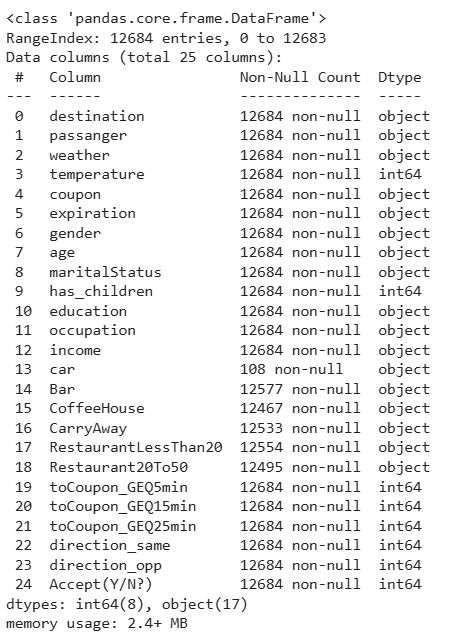 <class 'pandas.core.frame.DataFrame'>
RangeIndex: 12684 entries, 0 to 12683
Data columns (total 25 columns):
 #   Column                Non-Null Count  Dtype
---  ------                --------------  -----
 0   destination           12684 non-null  object
 1   passanger             12684 non-null  object
 2   weather               12684 non-null  object
 3   temperature           12684 non-null  int64
 4   coupon                12684 non-null  object
 5   expiration            12684 non-null  object
 6   gender                12684 non-null  object
 7   age                   12684 non-null  object
 8   maritalStatus         12684 non-null  object
 9   has_children          12684 non-null  int64
 10  education             12684 non-null  object
 11  occupation            12684 non-null  object
 12  income                12684 non-null  object
 13  car                   108 non-null    object
 14  Bar                   12577 non-null  object
 15  CoffeeHouse           12467 non-null  object
 16  CarryAway             12533 non-null  object
 17  RestaurantLessThan20  12554 non-null  object
 18  Restaurant20To50      12495 non-null  object
 19  toCoupon_GEQ5min      12684 non-null  int64
 20  toCoupon_GEQ15min     12684 non-null  int64
 21  toCoupon_GEQ25min     12684 non-null  int64
 22  direction_same        12684 non-null  int64
 23  direction_opp         12684 non-null  int64
 24  Accept(Y/N?)          12684 non-null  int64
dtypes: int64(8), object(17)
memory usage: 2.4+ MB